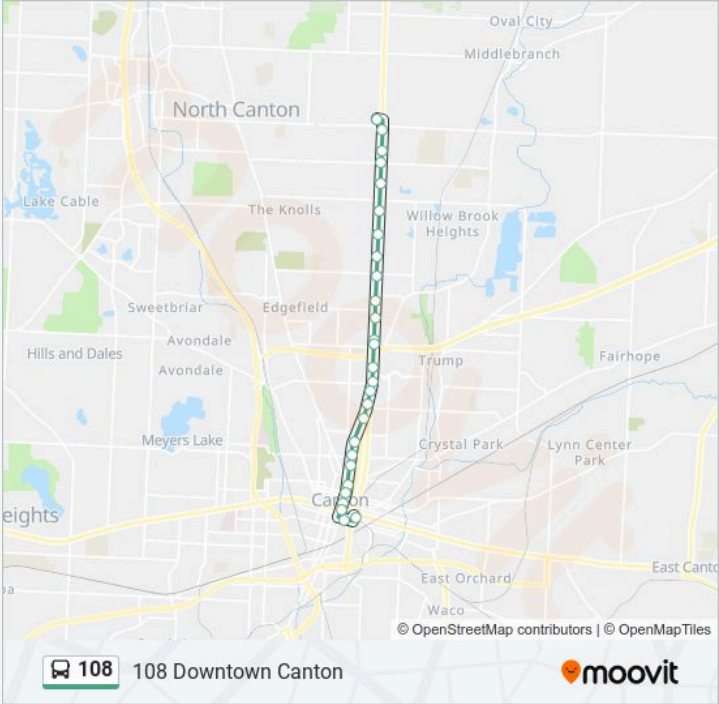 Oval City
Middlebranch
North Canton
Lake Cable
The Knolls
Willow Brook
Heights
Sweetbriar
Edgefield
Avondale
Hills and Dales
Trump
Fairhope
Avondale
Meyers Lake
Crystal Park
Lynn Center
Park
Canton
eights
East Canto
East Orchard
oa
Waco
© OpenStreetMap contributors | © OpenMapTiles
108 108 Downtown Canton
moovit